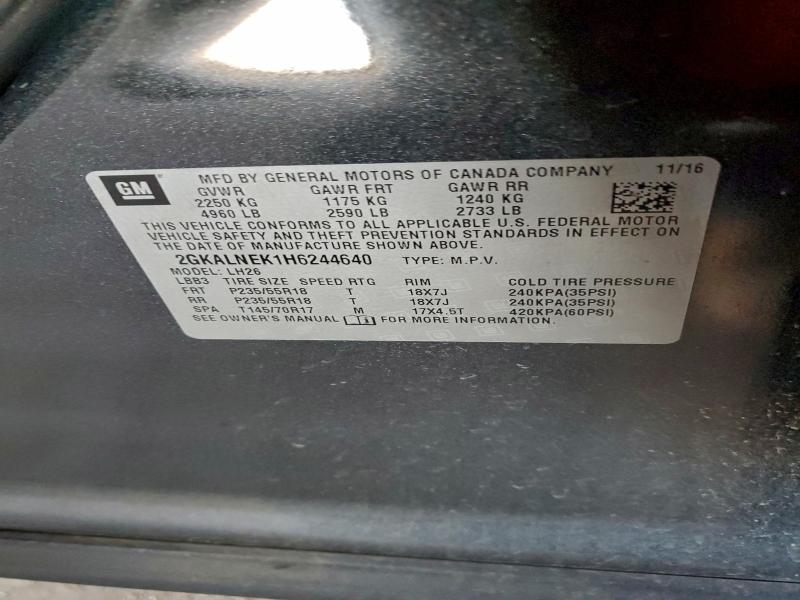 GM MFD BY GENERAL MOTORS OF CANADA COMPANY 11/16
GVWR GAWR FRT GAWR RR
2250 KG 1175 KG 1240 KG
4960 LB 2590 LB 2733 LB
THIS VEHICLE CONFORMS TO ALL APPLICABLE U.S. FEDERAL MOTOR
VEHICLE SAFETY AND THEFT PREVENTION STANDARDS IN EFFECT ON
THE DATE OF MANUFACTURE SHOWN ABOVE.
2GKALNEK1H6244640 TYPE: M.P.V.
MODEL: LH26
LB83 TIRE SIZE SPEED RTG RIM COLD TIRE PRESSURE
FRT P235/55R18 T 18X7J 240KPA(35PSI)
RR P235/55R18 T 18X7J 240KPA(35PSI)
SPA T145/70R17 M 17X4.5T 420KPA(60PSI)
SEE OWNER'S MANUAL FOR MORE INFORMATION.